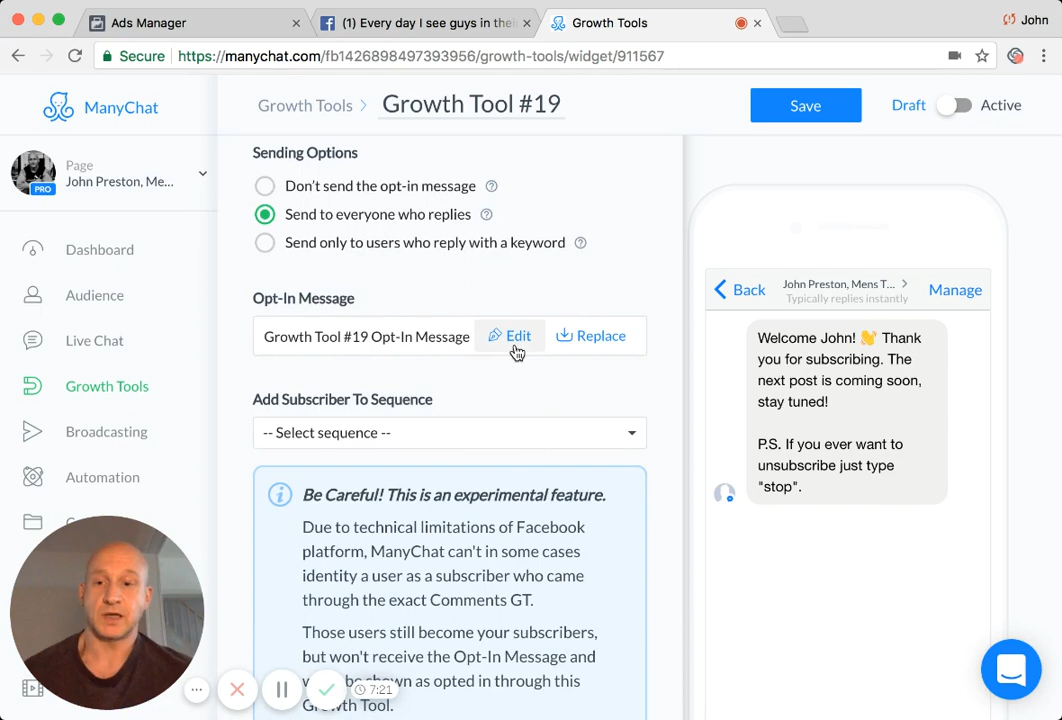 Ads Manager
(1) Every day I see guys in thei
Growth Tools
John
Secure
https://manychat.com/fb1426898497393956/growth-tools/widget/911567
ManyChat
Growth Tools
Growth Tool #19
Save
Draft
Active
Page
John Preston, Me...
PRO
Dashboard
Audience
Live Chat
Growth Tools
Broadcasting
Automation
Sending Options
Don't send the opt-in message
Send to everyone who replies
Send only to users who reply with a keyword
Opt-In Message
Growth Tool #19 Opt-In Message
Edit
Replace
Add Subscriber To Sequence
-- Select sequence --
Be Careful! This is an experimental feature.
Due to technical limitations of Facebook
platform, ManyChat can't in some cases
identity a user as a subscriber who came
through the exact Comments GT.
Those users still become your subscribers,
but won't receive the Opt-In Message and
shown as opted in through this
Growth Tool.
7:21
Back
John Preston, Mens T...
Typically replies instantly
Manage
Welcome John! 👋 Thank
you for subscribing. The
next post is coming soon,
stay tuned!
P.S. If you ever want to
unsubscribe just type
"stop".